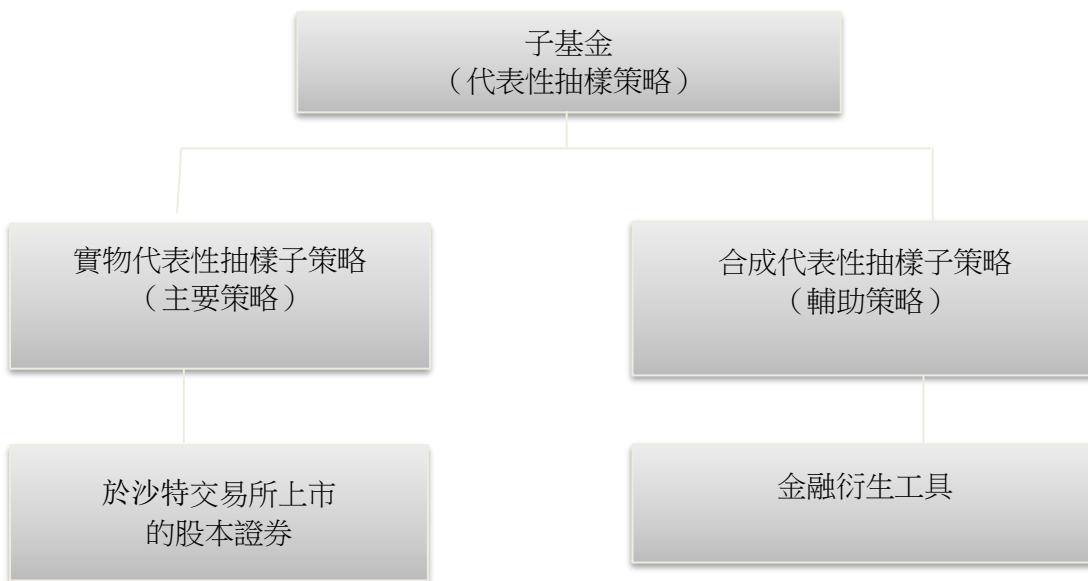 子基金
（代表性抽樣策略）
實物代表性抽樣子策略
（主要策略）
合成代表性抽樣子策略
（輔助策略）
於沙特交易所上市
的股本證券
金融衍生工具